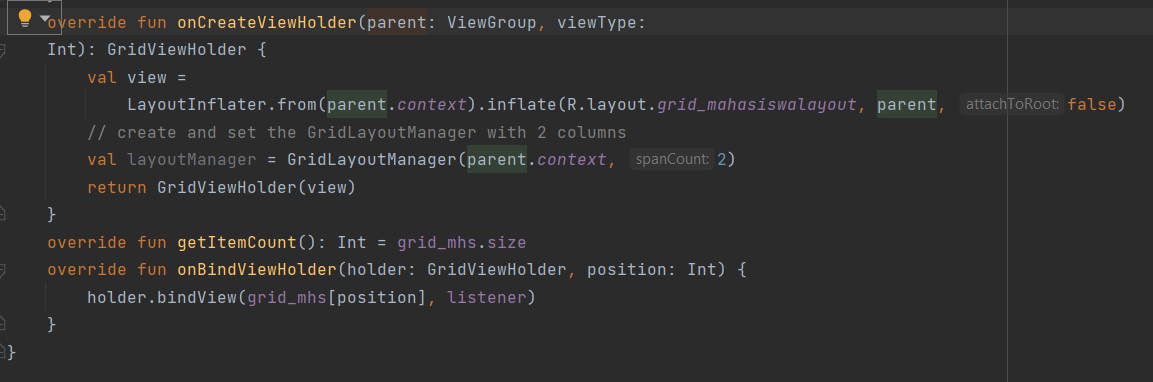 override fun onCreateViewHolder(parent: ViewGroup, viewType:
Int): GridViewHolder {
val view =
LayoutInflater.from(parent.context).inflate(R.layout.grid_mahasiswalayout, parent, attachToRoot: false)
// create and set the GridLayoutManager with 2 columns
val layoutManager = GridLayoutManager(parent.context, spanCount: 2)
return GridViewHolder(view)
}
override fun getItemCount(): Int = grid_mhs.size
override fun onBindViewHolder(holder: GridViewHolder, position: Int) {
holder.bindView(grid_mhs[position], listener)
}
}